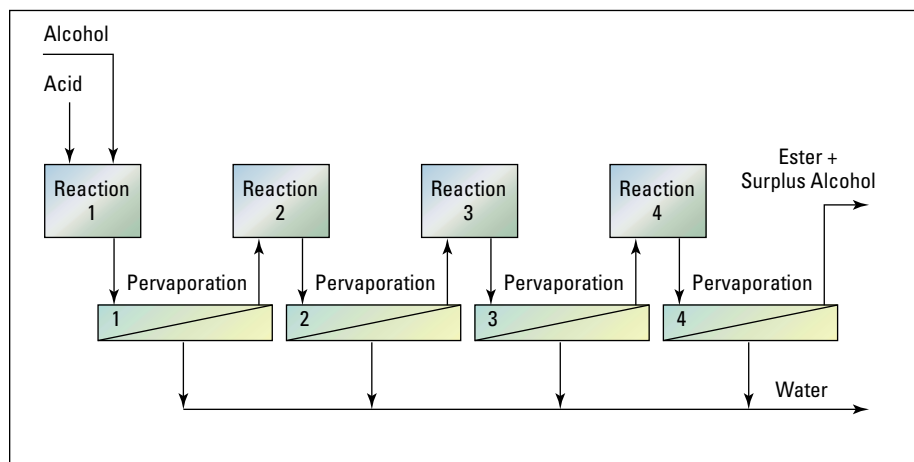 Alcohol
Acid
Reaction
1
Reaction
2
Reaction
3
Reaction
4
Ester +
Surplus Alcohol
Pervaporation
Pervaporation
Pervaporation
Pervaporation
1
2
3
4
Water